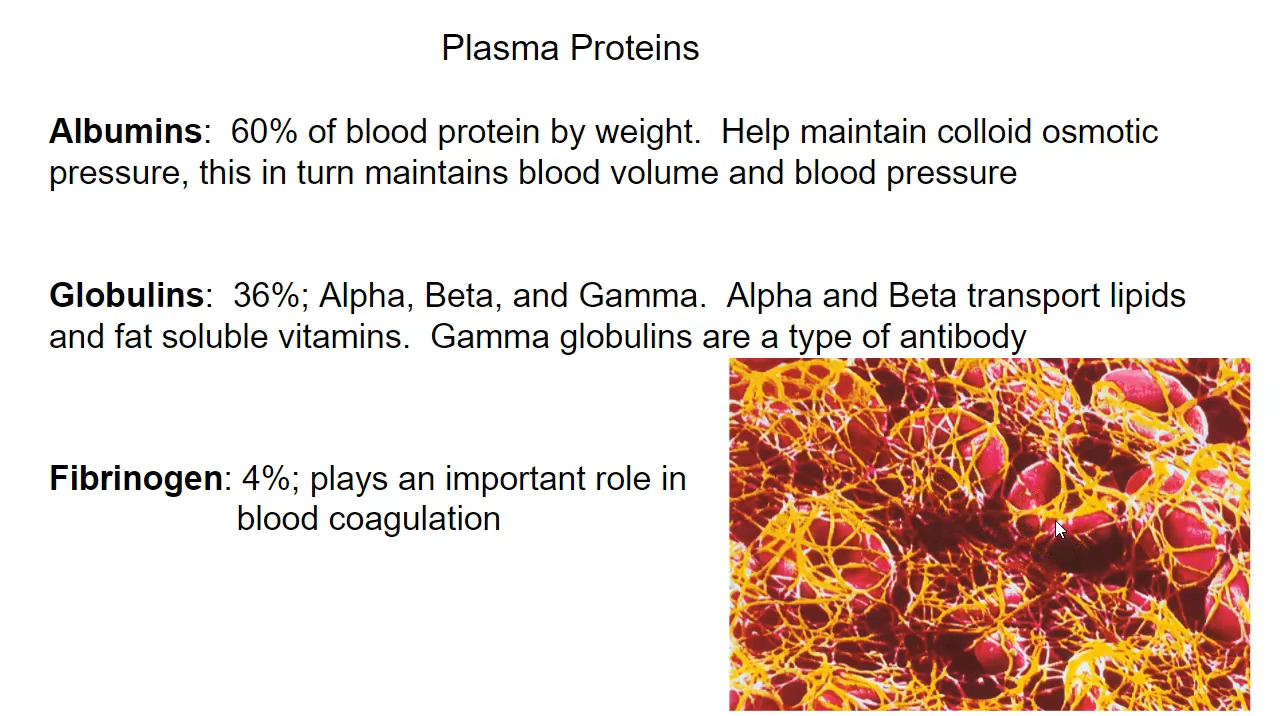 Plasma Proteins
Albumins:  60% of blood protein by weight.  Help maintain colloid osmotic
pressure, this in turn maintains blood volume and blood pressure
Globulins:  36%; Alpha, Beta, and Gamma.  Alpha and Beta transport lipids
and fat soluble vitamins.  Gamma globulins are a type of antibody
Fibrinogen: 4%; plays an important role in
blood coagulation